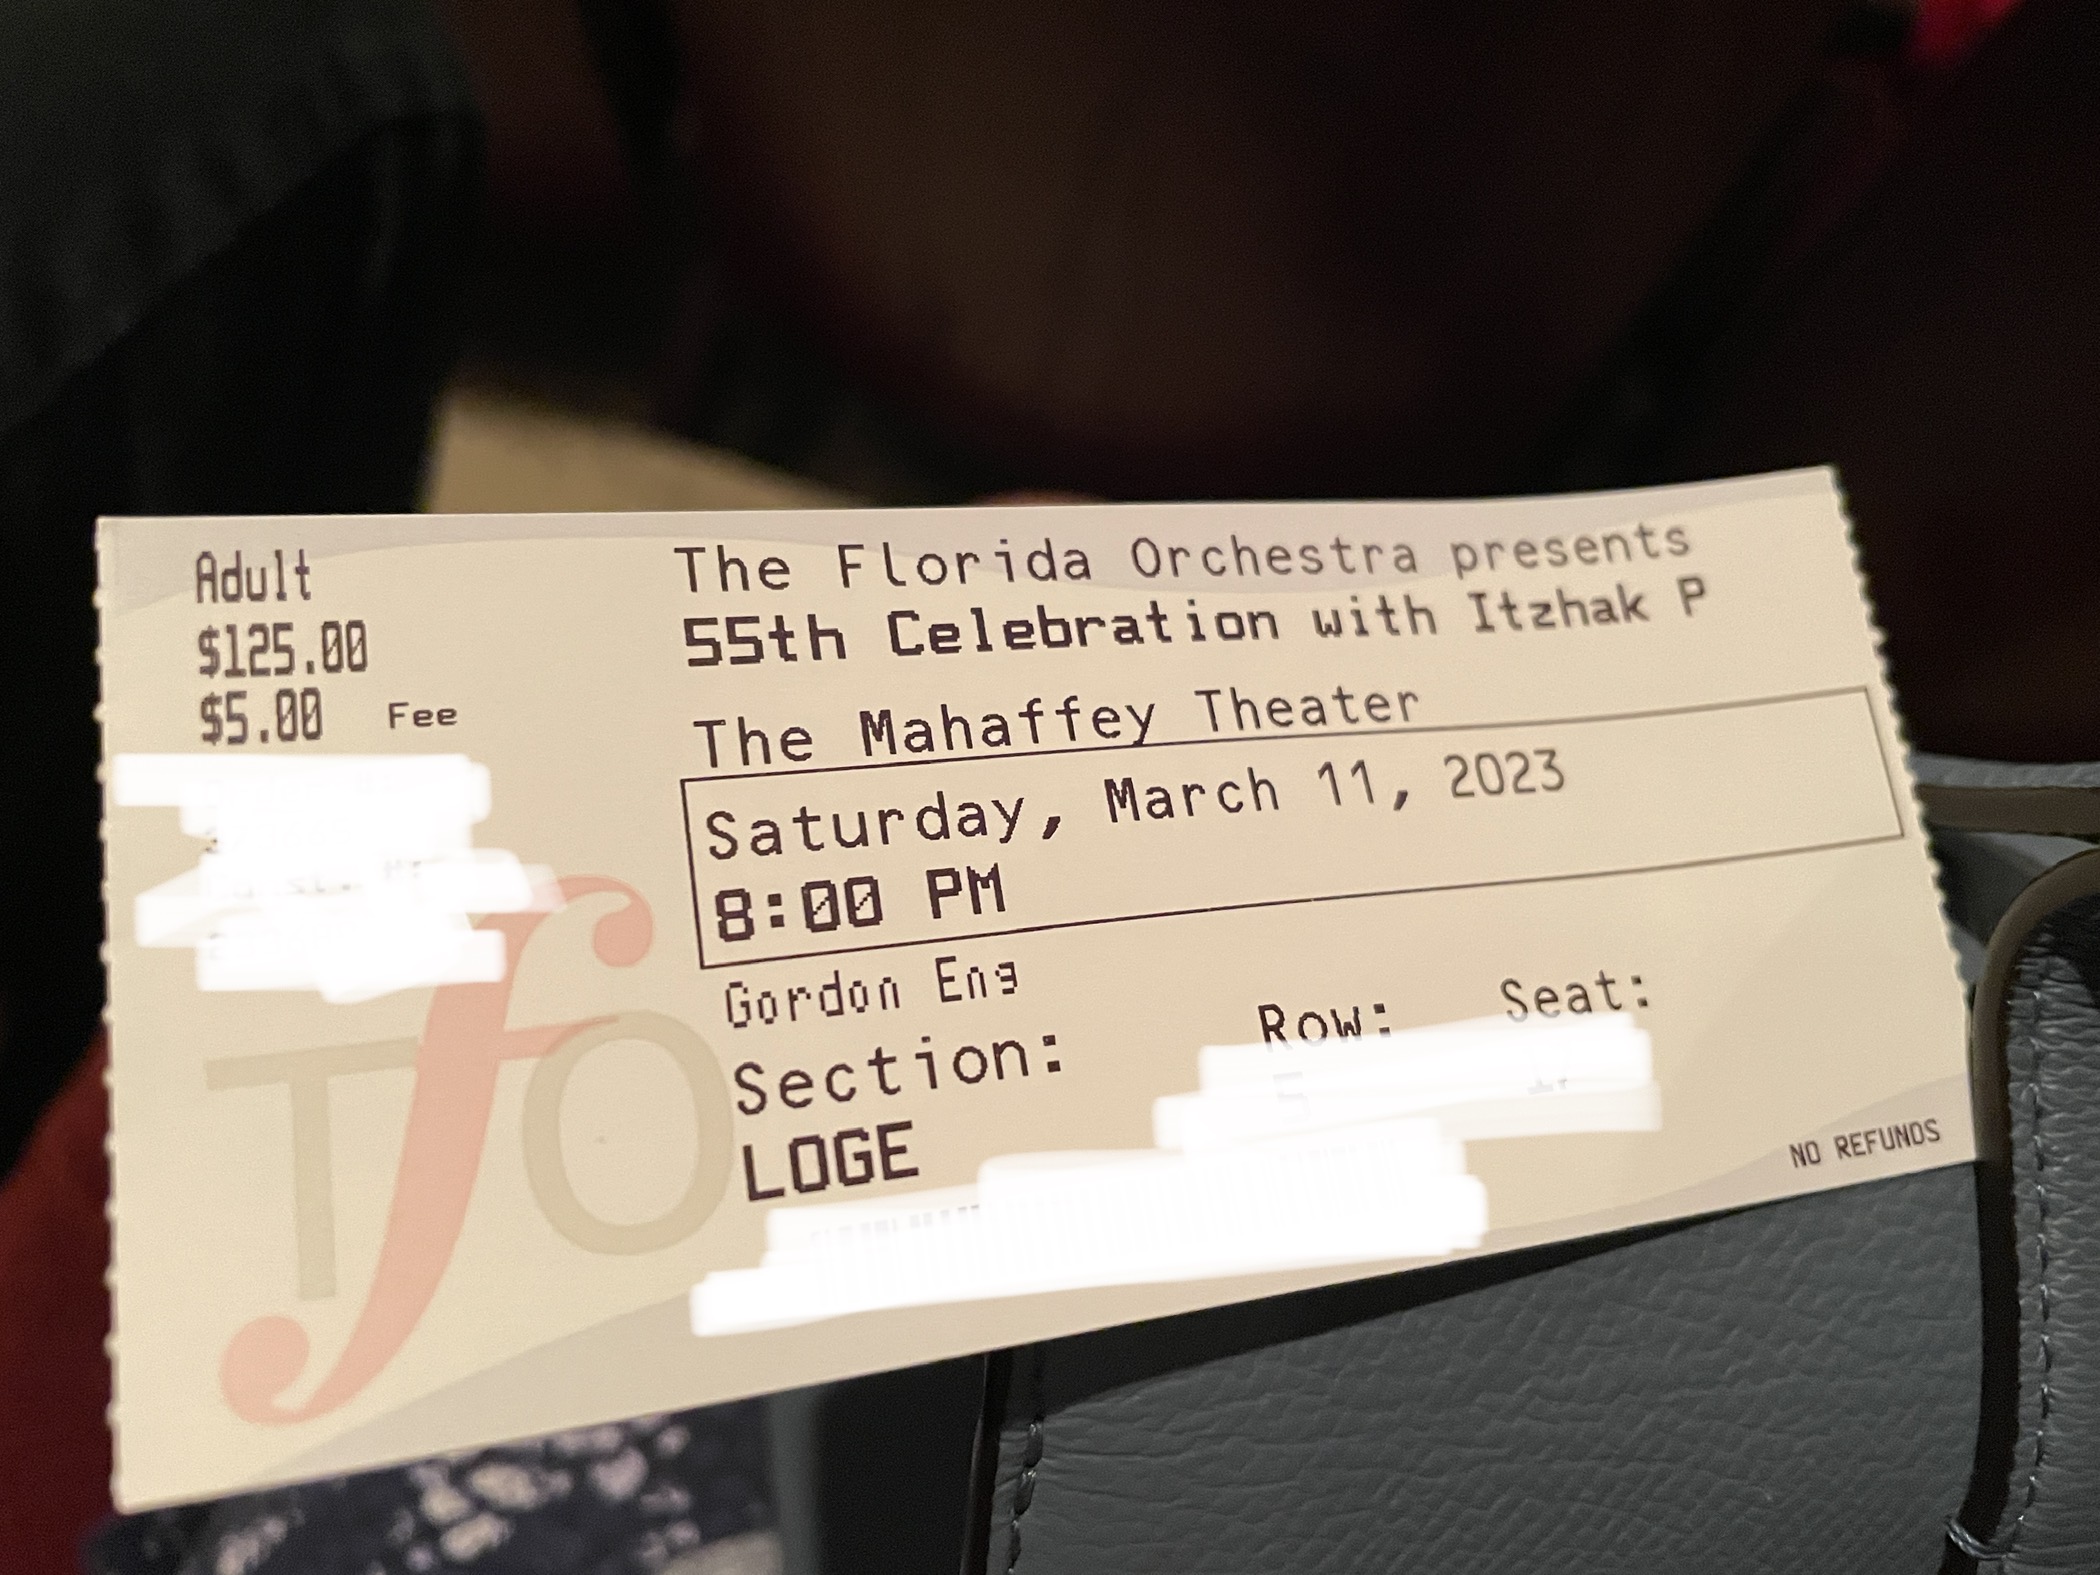 Adult
$125.00
$5.00 Fee
The Florida Orchestra presents
55th Celebration with Itzhak P
The Mahaffey Theater
Saturday, March 11, 2023
8:00 PM
Gordon Eng
Section: Row: Seat:
LOGE
NO REFUNDS
TfO